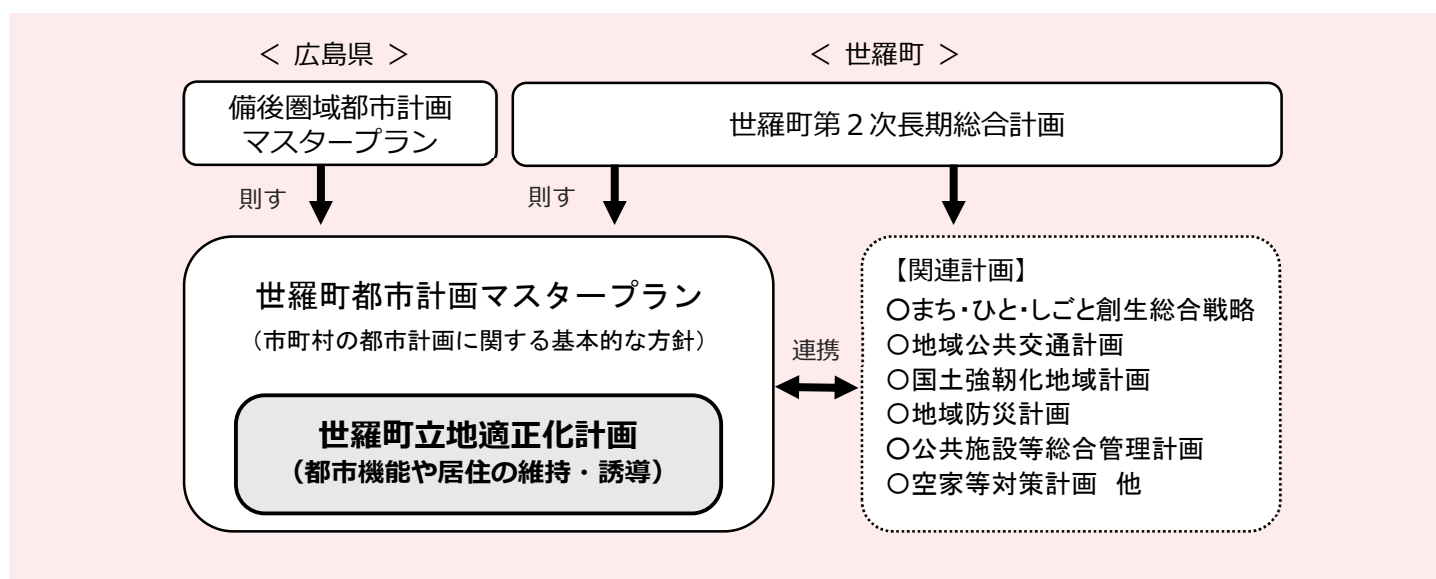 ＜ 広島県 ＞
＜ 世羅町 ＞
備後圏域都市計画
マスタープラン
世羅町第２次長期総合計画
則す
則す
世羅町都市計画マスタープラン
（市町村の都市計画に関する基本的な方針）
世羅町立地適正化計画
（都市機能や居住の維持・誘導）
連携
【関連計画】
○まち・ひと・しごと創生総合戦略
○地域公共交通計画
○国土強靭化地域計画
○地域防災計画
○公共施設等総合管理計画
○空家等対策計画　他